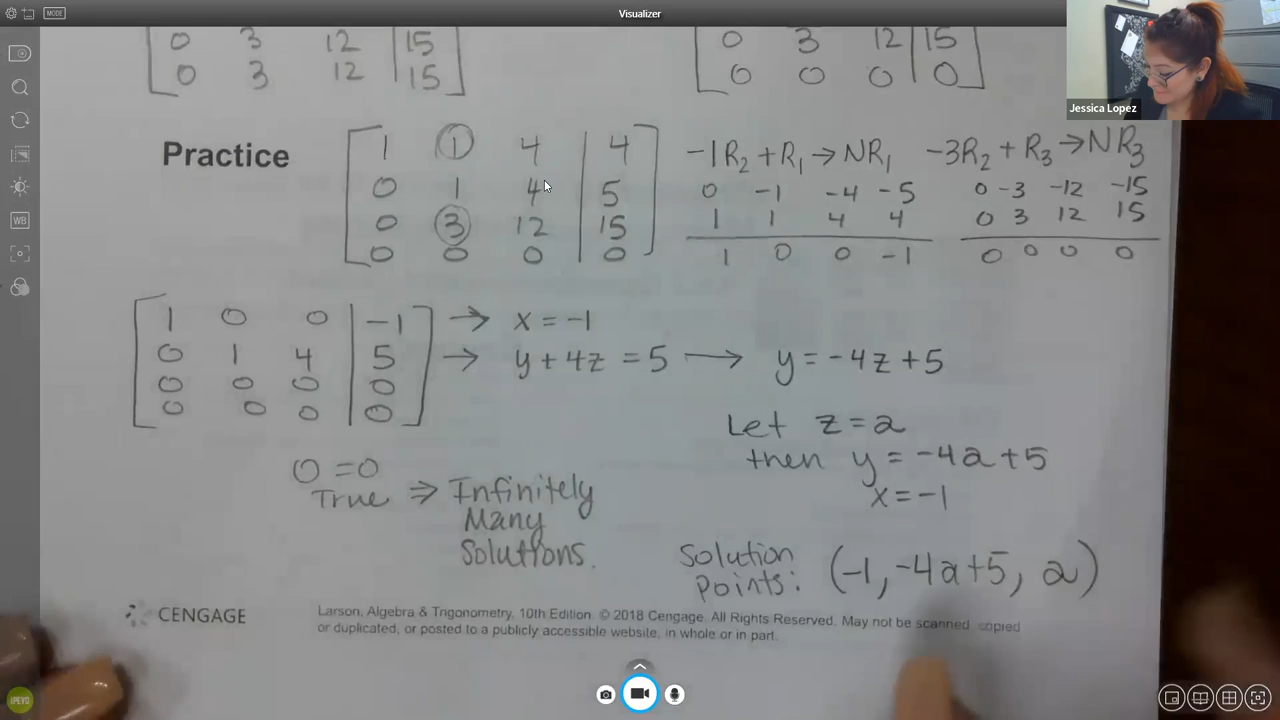 MODE
Visualizer
0 3 12 | 15
0 3 12 | 15
0 3 12 | 15
0 0 0 | 0
Jessica Lopez
Practice
1 1 4 | 4
0 1 4 | 5
0 3 12 | 15
0 0 0 | 0
-1R₂ + R₁ → NR₁
0 -1 -4 -5
1 1 4 4
1 0 0 -1
-3R₂ + R₃ → NR₃
0 -3 -12 -15
0 3 12 15
0 0 0 0
1 0 0 | -1 → x = -1
0 1 4 | 5 → y + 4z = 5 → y = -4z + 5
0 0 0 | 0
0 0 0 | 0
Let z = a
then y = -4a + 5
x = -1
0 = 0
True ⇒ Infinitely
Many
Solutions.
Solution
Points: (-1, -4a+5, a)
CENGAGE
Larson, Algebra & Trigonometry, 10th Edition. © 2018 Cengage. All Rights Reserved. May not be scanned copied
or duplicated, or posted to a publicly accessible website, in whole or in part.
WB
IPEVO